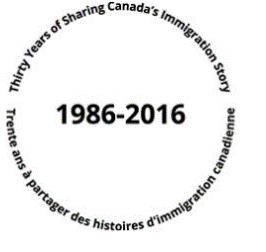 Thirty Years of Sharing Canada's Immigration Story
1986-2016
Trente ans à partager des histoires d'immigration canadienne